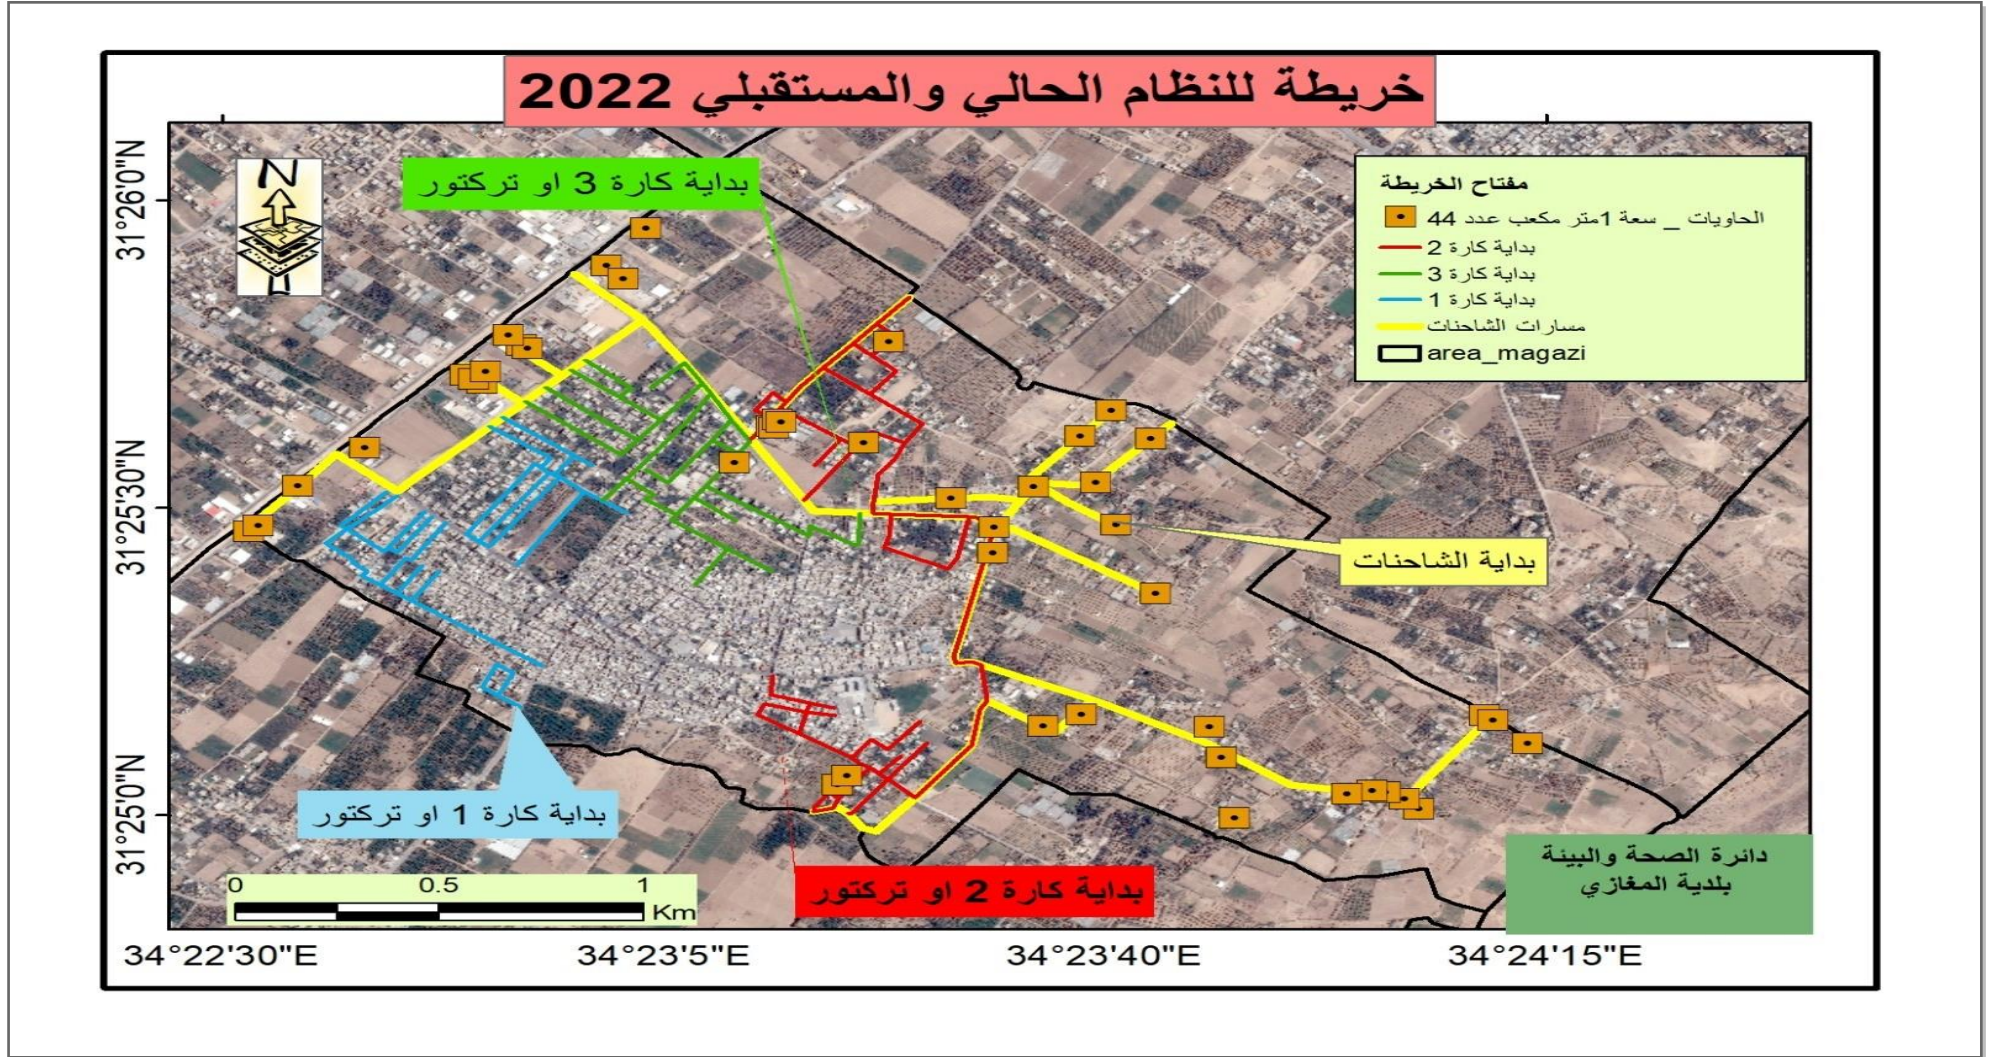 خريطة للنظام الحالي والمستقبلي 2022
بداية كارة 3 او تركتور
N
مفتاح الخريطة
الحاويات _ سعة 1متر مكعب عدد 44
بداية كارة 2
بداية كارة 3
بداية كارة 1
مسارات الشاحنات
area_magazi
31°26'0"N
31°25'30"N
31°25'0"N
بداية الشاحنات
بداية كارة 1 او تركتور
بداية كارة 2 او تركتور
دائرة الصحة والبيئة
بلدية المغازي
0 0.5 1
Km
34°22'30"E 34°23'5"E 34°23'40"E 34°24'15"E